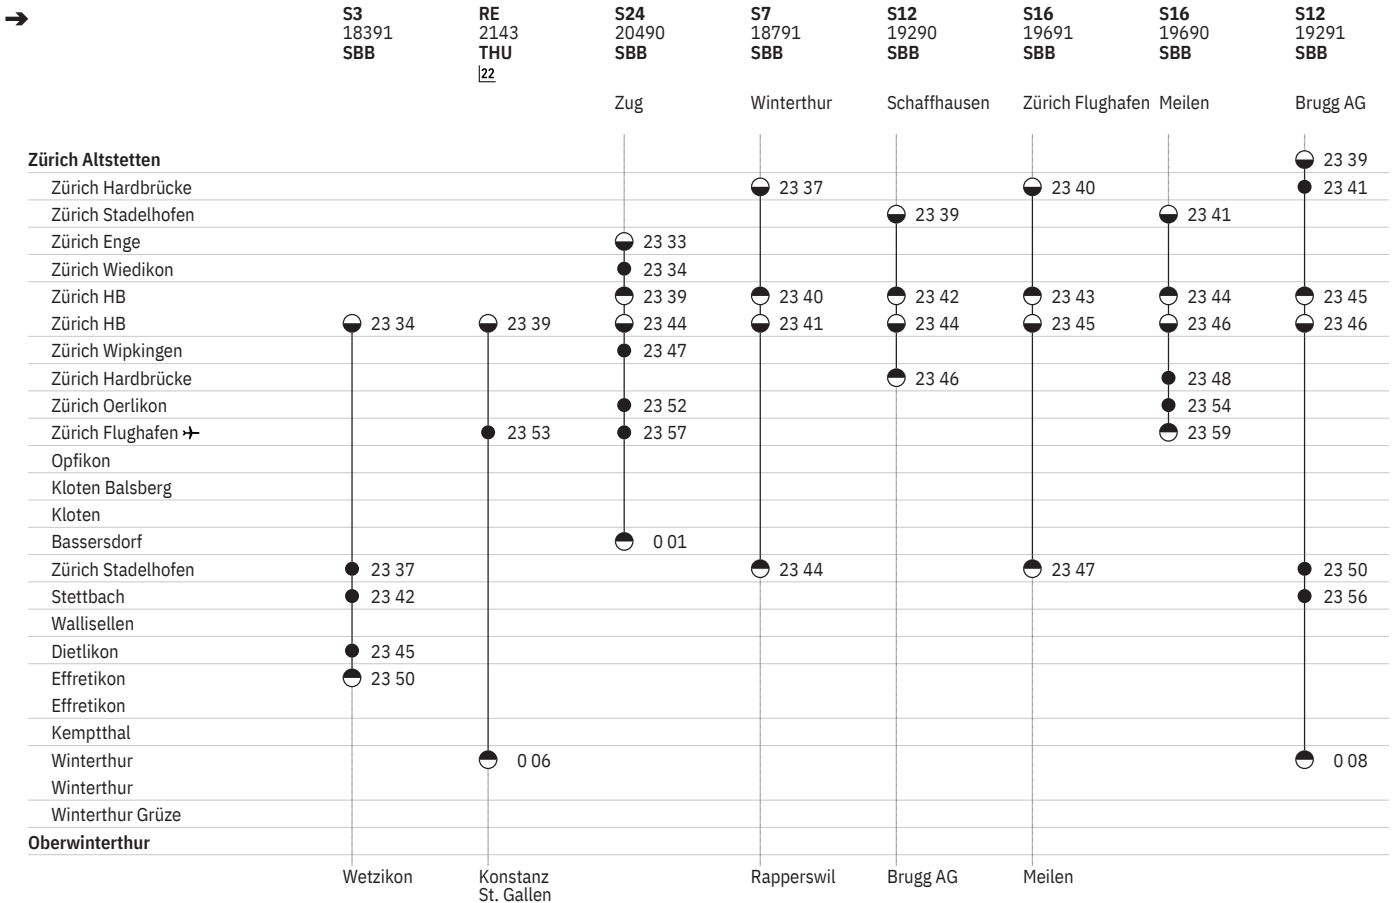 ➔ S3 RE S24 S7 S12 S16 S16 S12
18391 2143 20490 18791 19290 19691 19690 19291
SBB THU SBB SBB SBB SBB SBB SBB
22
Zug Winterthur Schaffhausen Zürich Flughafen Meilen Brugg AG
Zürich Altstetten 23 39
Zürich Hardbrücke 23 37 23 40 23 41
Zürich Stadelhofen 23 39 23 41
Zürich Enge 23 33
Zürich Wiedikon 23 34
Zürich HB 23 39 23 40 23 42 23 43 23 44 23 45
Zürich HB 23 34 23 39 23 44 23 41 23 44 23 45 23 46 23 46
Zürich Wipkingen 23 47
Zürich Hardbrücke 23 46 23 48
Zürich Oerlikon 23 52 23 54
Zürich Flughafen 23 53 23 57 23 59
Opfikon
Kloten Balsberg
Kloten
Bassersdorf 0 01
Zürich Stadelhofen 23 37 23 44 23 47 23 50
Stettbach 23 42 23 56
Wallisellen
Dietlikon 23 45
Effretikon 23 50
Effretikon
Kemptthal
Winterthur 0 06 0 08
Winterthur
Winterthur Grüze
Oberwinterthur
Wetzikon Konstanz Rapperswil Brugg AG Meilen
St. Gallen